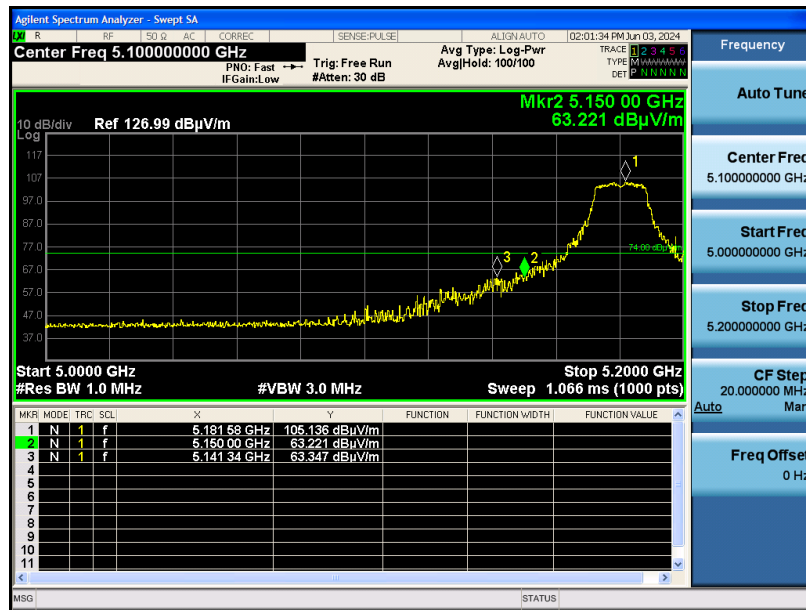 Agilent Spectrum Analyzer - Swept SA
LXI R RF 50 Ω AC CORREC SENSE:PULSE ALIGN AUTO 02:01:34 PM Jun 03, 2024
Center Freq 5.100000000 GHz
PNO: Fast
IFGain:Low
Trig: Free Run
#Atten: 30 dB
Avg Type: Log-Pwr
Avg|Hold: 100/100
TRACE 1 2 3 4 5 6
TYPE M
DET P N N N N N
Mkr2 5.150 00 GHz
63.221 dBµV/m
10 dB/div Ref 126.99 dBµV/m
Log
117
107
97.0
87.0
77.0
67.0
57.0
47.0
37.0
1
2
3
Start 5.0000 GHz Stop 5.2000 GHz
#Res BW 1.0 MHz #VBW 3.0 MHz Sweep 1.066 ms (1000 pts)
MKR MODE TRC SCL X Y FUNCTION FUNCTION WIDTH FUNCTION VALUE
1 N 1 f 5.181 58 GHz 105.136 dBµV/m
2 N 1 f 5.150 00 GHz 63.221 dBµV/m
3 N 1 f 5.141 34 GHz 63.347 dBµV/m
4
5
6
7
8
9
10
11
MSG STATUS
Frequency
Auto Tune
Center Freq
5.100000000 GHz
Start Freq
5.000000000 GHz
Stop Freq
5.200000000 GHz
CF Step
20.000000 MHz
Auto Man
Freq Offset
0 Hz